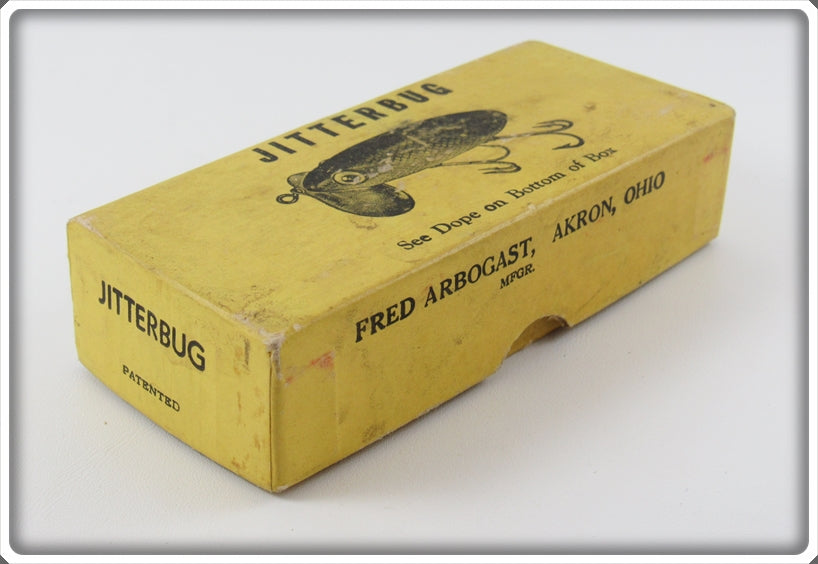 JITTERBUG
See Dope on Bottom of Box
FRED ARBOGAST, AKRON, OHIO
MFGR.
JITTERBUG
PATENTED